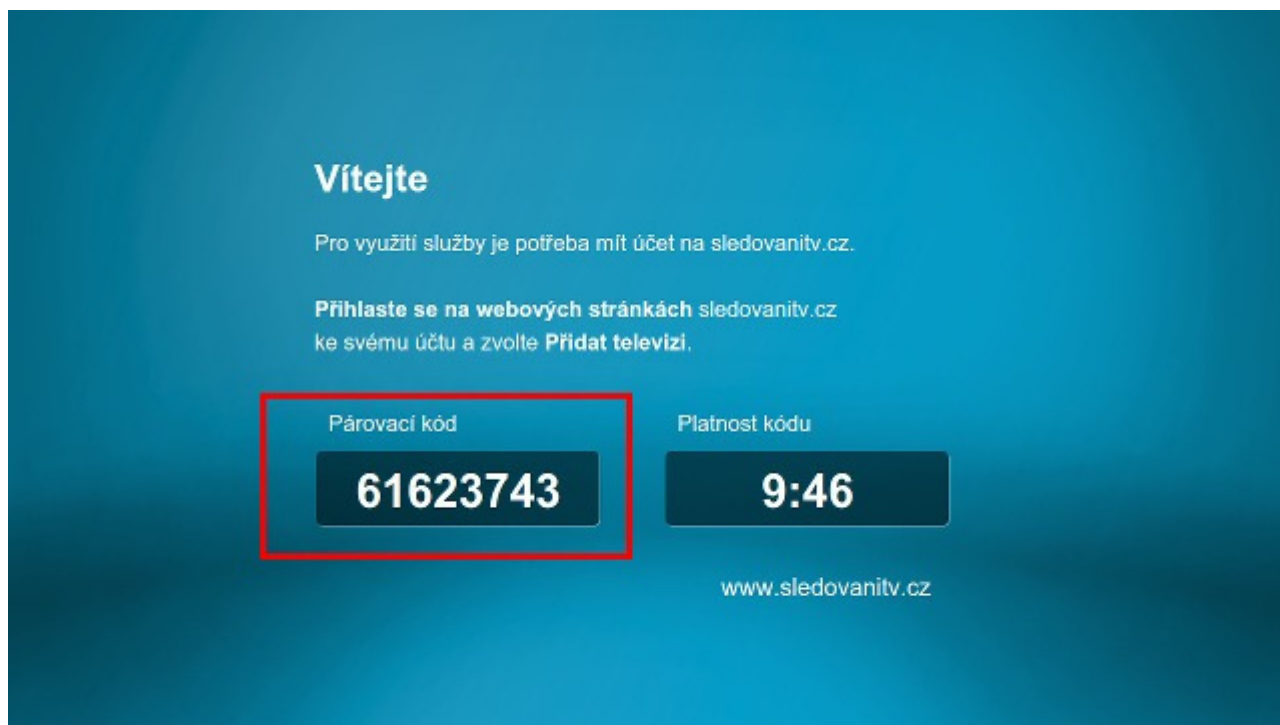 Vítejte
Pro využití služby je potřeba mít účet na sledovanitv.cz.
Přihlaste se na webových stránkách sledovanitv.cz
ke svému účtu a zvolte Přidat televizi.
Párovací kód
Platnost kódu
61623743
9:46
www.sledovanitv.cz